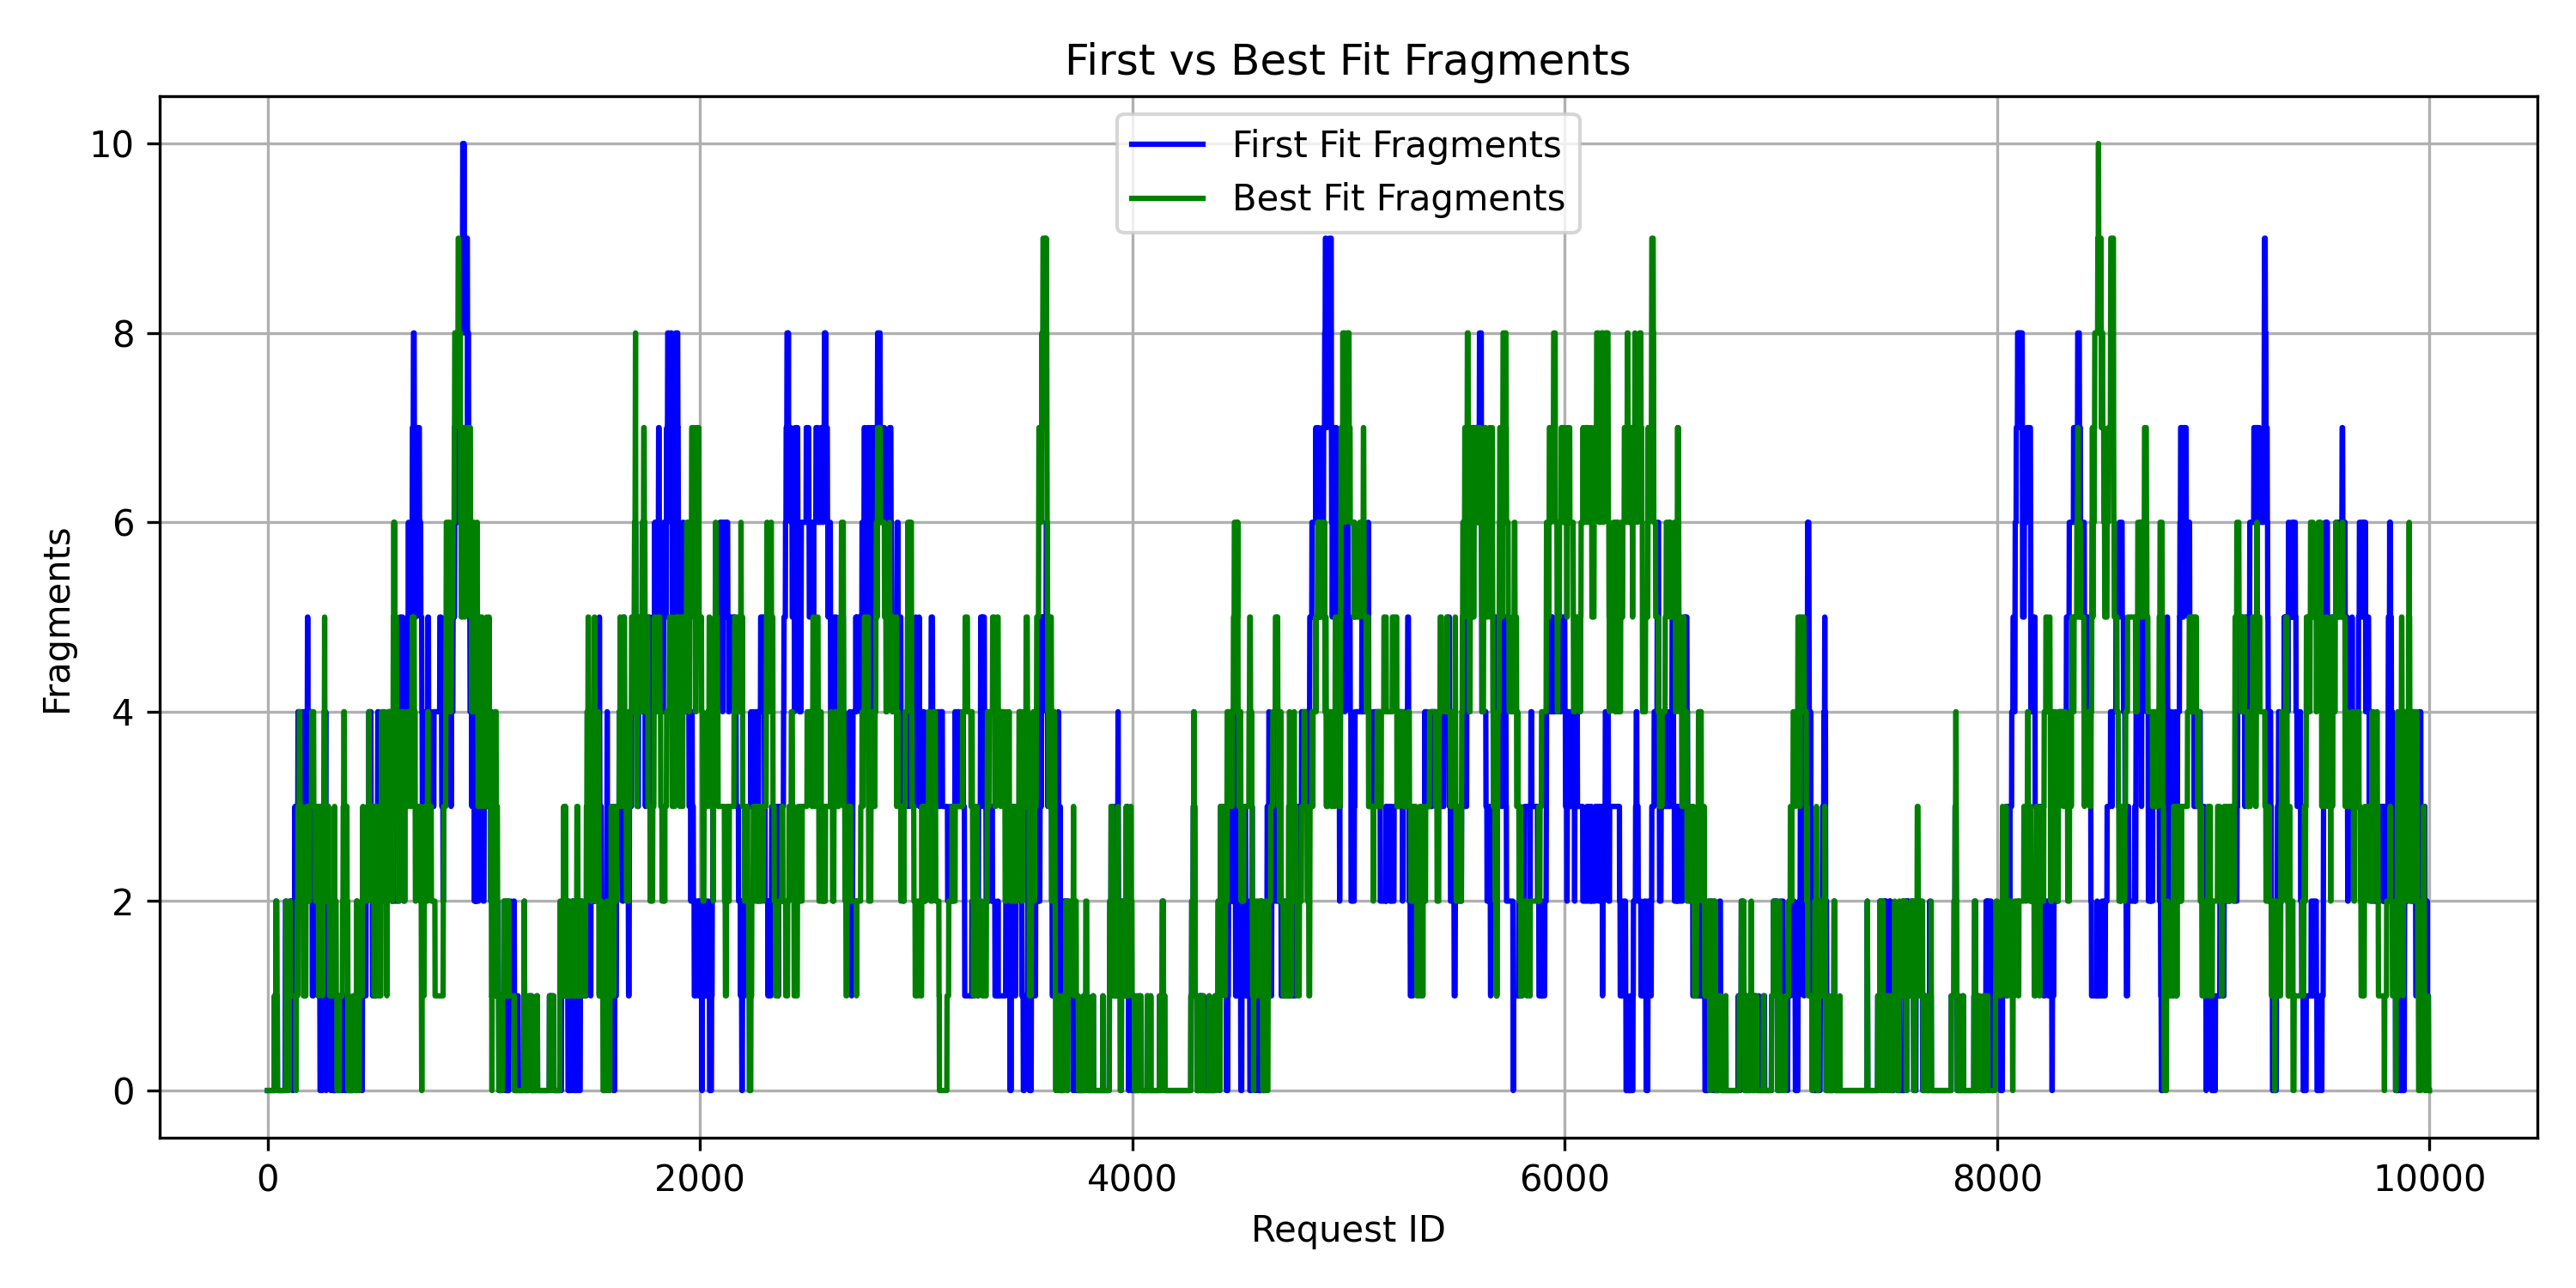 First vs Best Fit Fragments
First Fit Fragments
Best Fit Fragments
Fragments
10
8
6
4
2
0
0 2000 4000 6000 8000 10000
Request ID